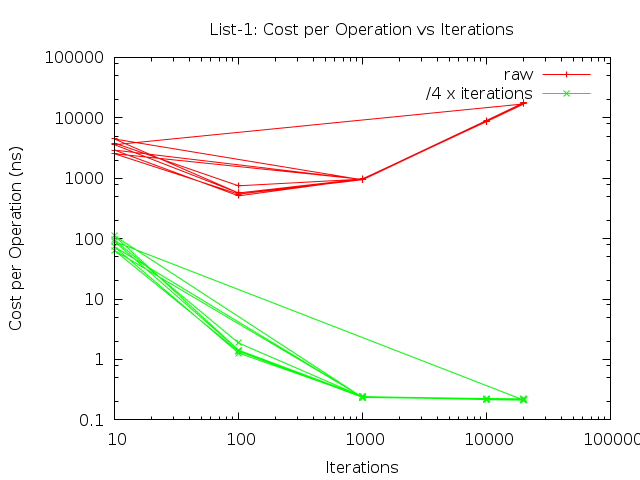 List-1: Cost per Operation vs Iterations
100000
10000
1000
100
10
1
0.1
Cost per Operation (ns)
raw
/4 x iterations
10 100 1000 10000 100000
Iterations